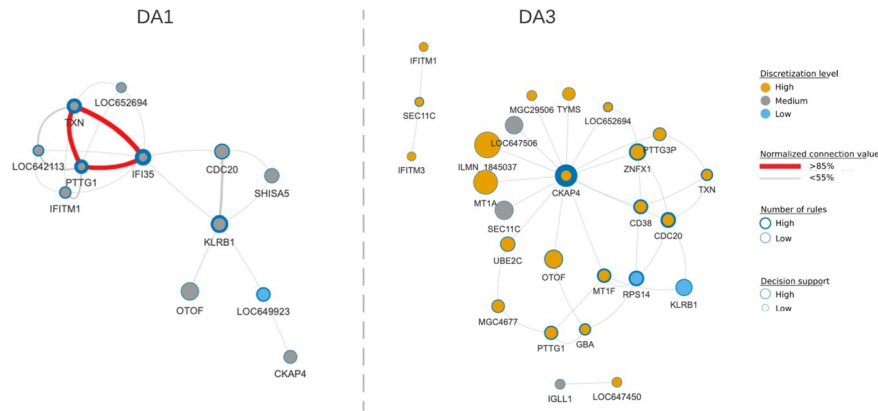 DA1
DA3
TXN
LOC652694
LOC642113
PTTG1
IFI35
IFITM1
CDC20
SHISA5
KLRB1
OTOF
LOC649923
CKAP4
IFITM1
SEC11C
IFITM3
MGC29506
TYMS
LOC652694
LOC647506
PTTG3P
ILMN_1845037
ZNFX1
TXN
MT1A
CKAP4
SEC11C
CD38
CDC20
UBE2C
OTOF
MT1F
RPS14
KLRB1
MGC4677
PTTG1
GBA
IGLL1
LOC647450
Discretization level
High
Medium
Low
Normalized connection value
>85%
<55%
Number of rules
High
Low
Decision support
High
Low